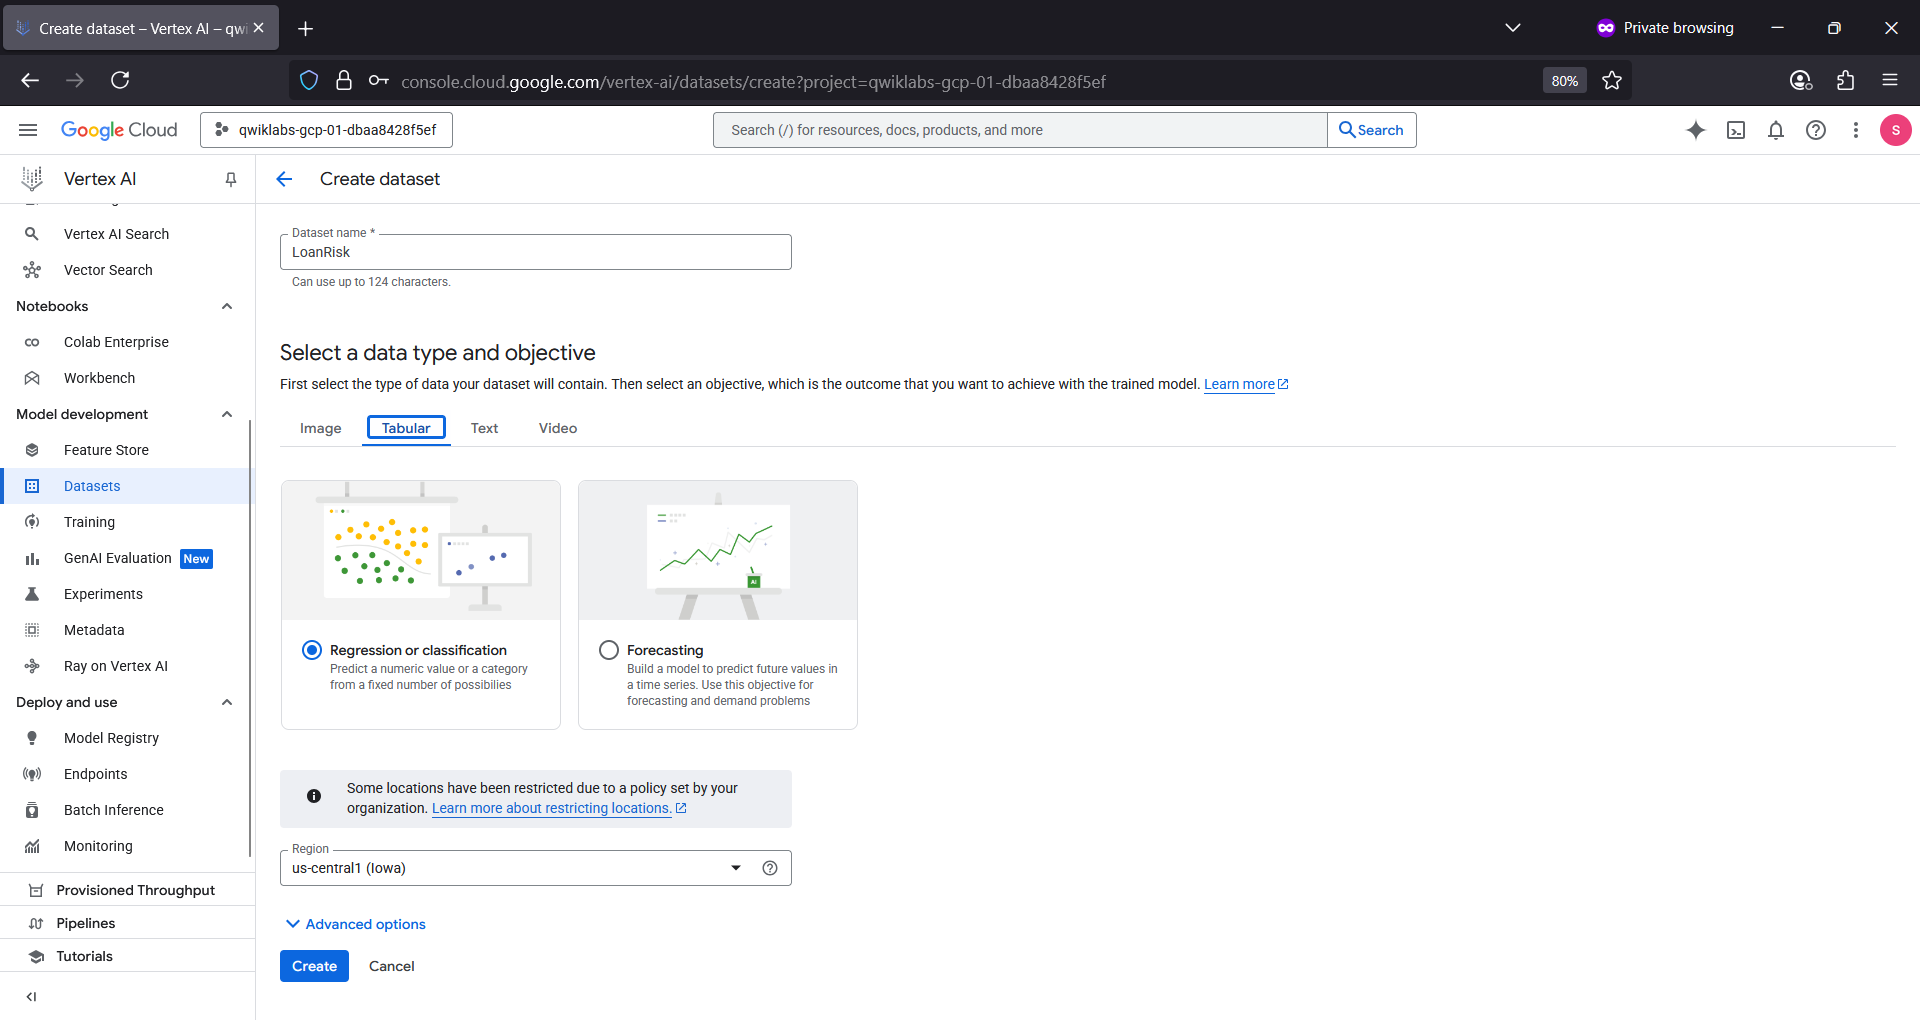 Create dataset – Vertex AI – qwi
Private browsing
console.cloud.google.com/vertex-ai/datasets/create?project=qwiklabs-gcp-01-dbaa8428f5ef
80%
Google Cloud
qwiklabs-gcp-01-dbaa8428f5ef
Search (/) for resources, docs, products, and more
Search
S
Vertex AI
Create dataset
Vertex AI Search
Vector Search
Notebooks
Colab Enterprise
Workbench
Model development
Feature Store
Datasets
Training
GenAI Evaluation New
Experiments
Metadata
Ray on Vertex AI
Deploy and use
Model Registry
Endpoints
Batch Inference
Monitoring
Provisioned Throughput
Pipelines
Tutorials
Dataset name *
LoanRisk
Can use up to 124 characters.
Select a data type and objective
First select the type of data your dataset will contain. Then select an objective, which is the outcome that you want to achieve with the trained model. Learn more
Image Tabular Text Video
Regression or classification
Predict a numeric value or a category
from a fixed number of possibilies
AI
Forecasting
Build a model to predict future values in
a time series. Use this objective for
forecasting and demand problems
Some locations have been restricted due to a policy set by your
organization. Learn more about restricting locations.
Region
us-central1 (Iowa)
Advanced options
Create Cancel